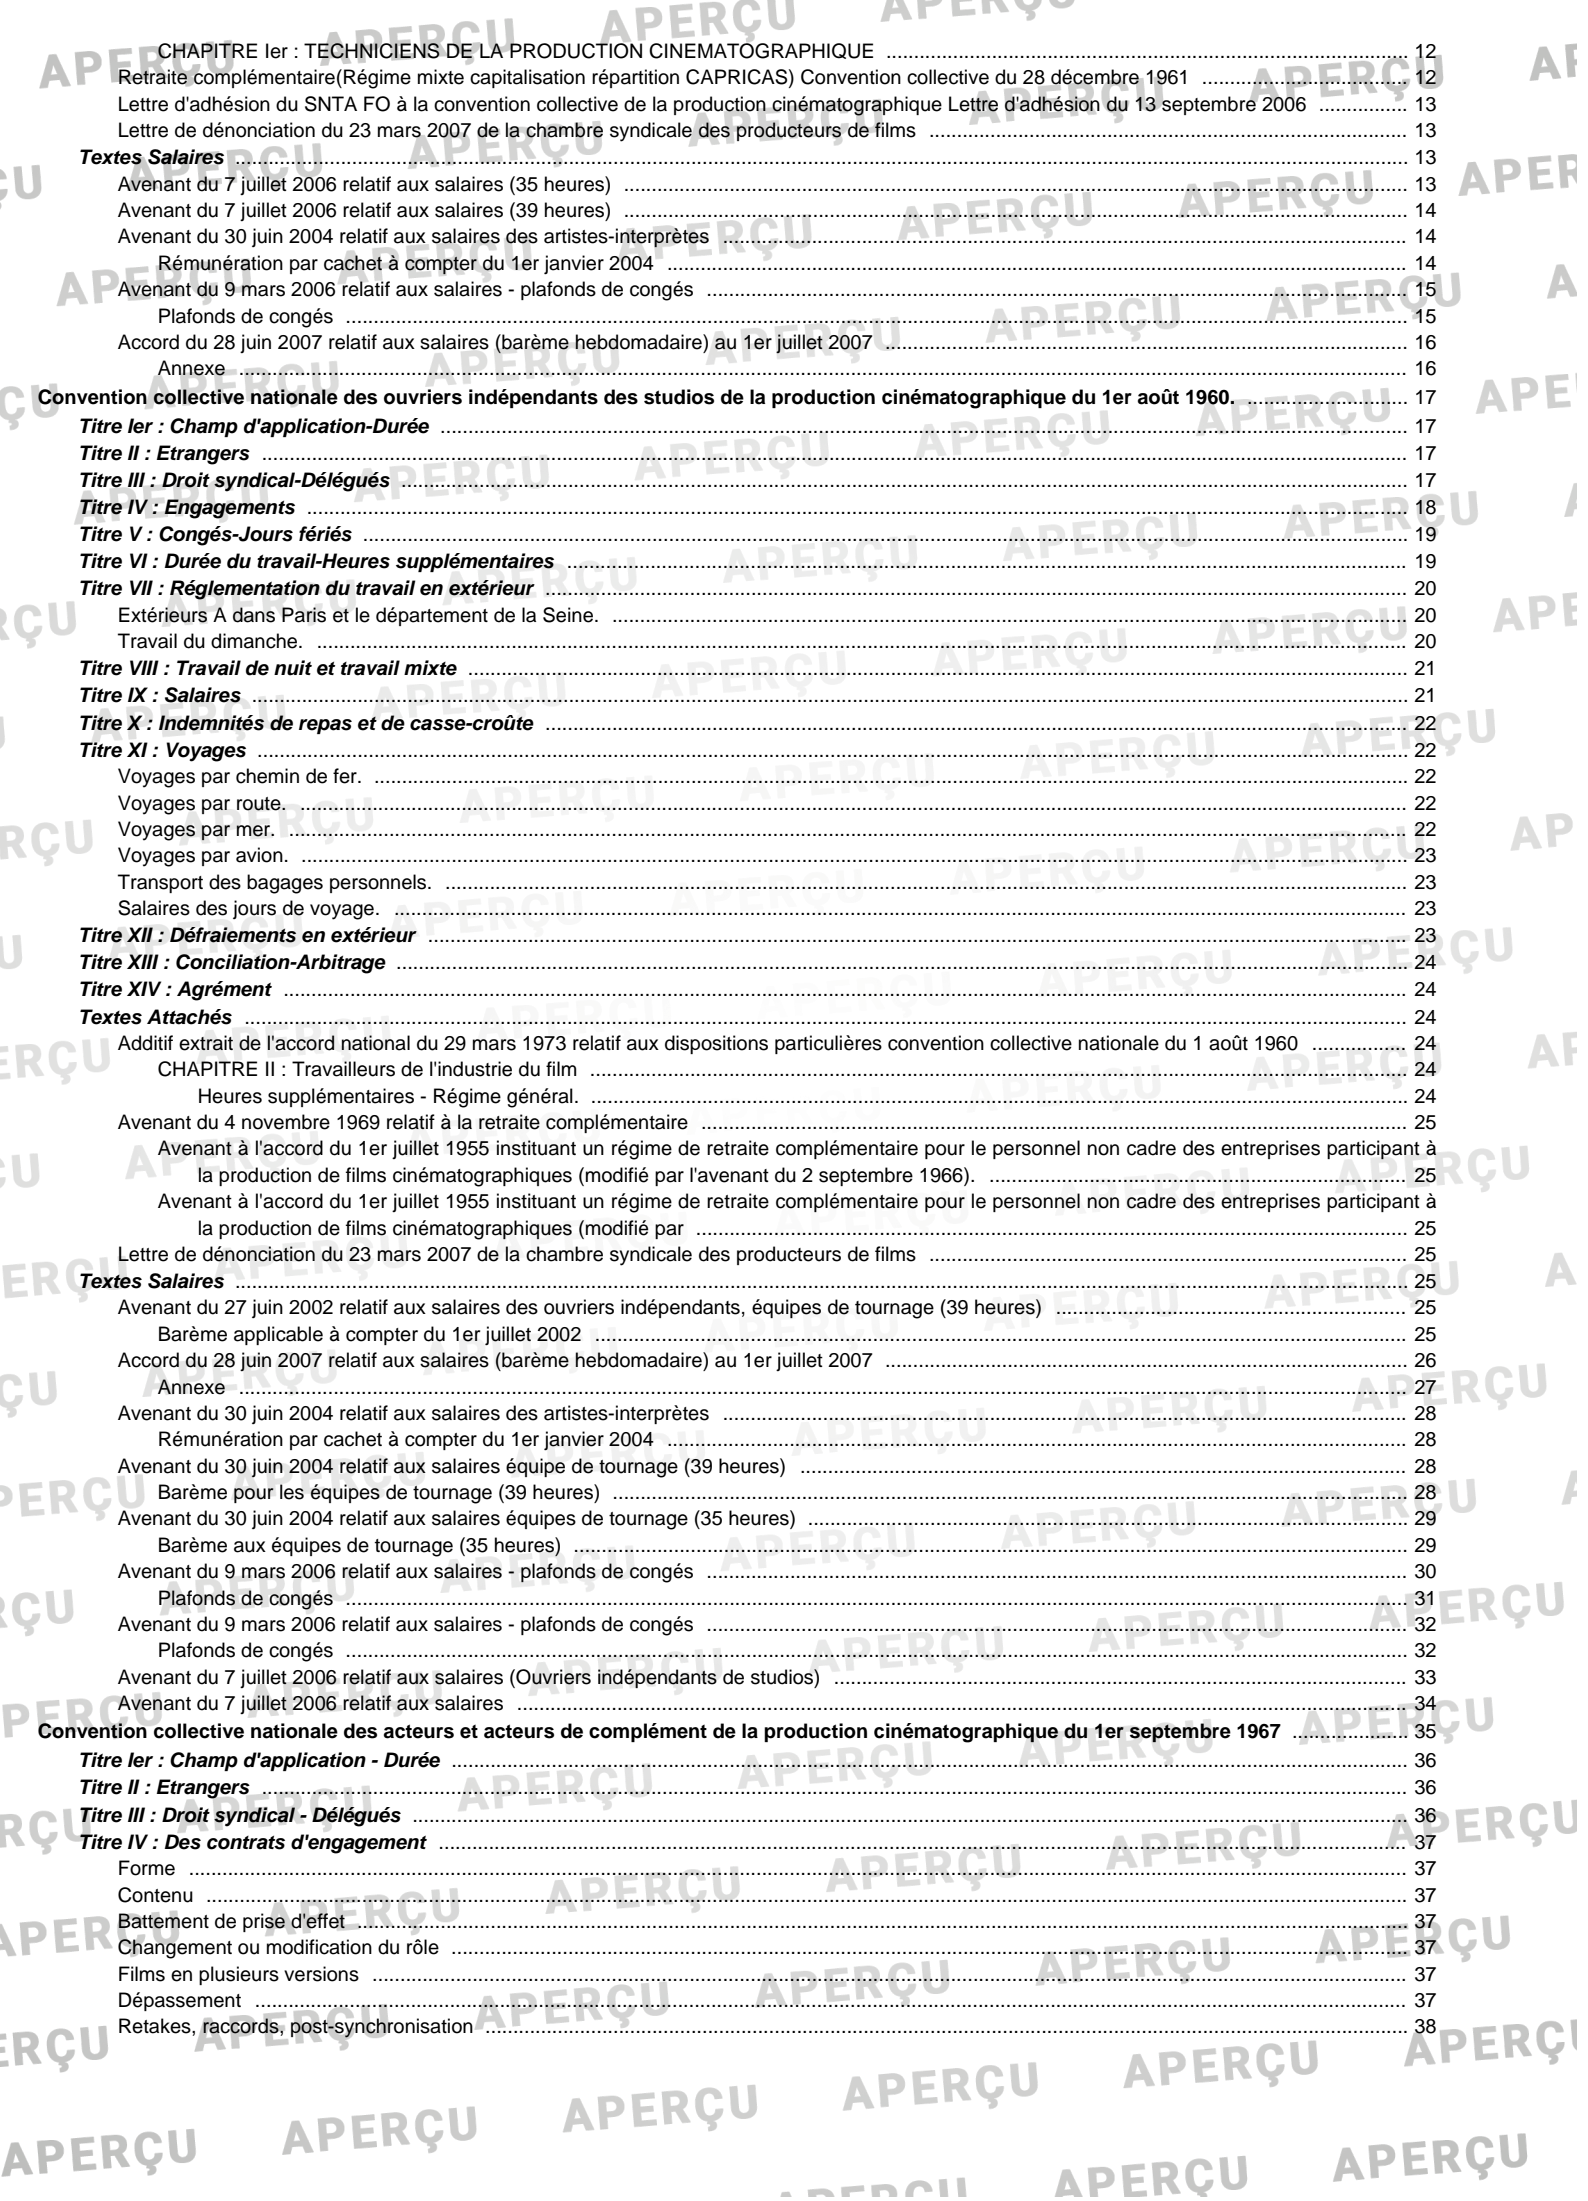 CHAPITRE Ier : TECHNICIENS DE LA PRODUCTION CINEMATOGRAPHIQUE ........ 12
Retraite complémentaire(Régime mixte capitalisation répartition CAPRICAS) Convention collective du 28 décembre 1961 ........ 12
Lettre d'adhésion du SNTA FO à la convention collective de la production cinématographique Lettre d'adhésion du 13 septembre 2006 ........ 13
Lettre de dénonciation du 23 mars 2007 de la chambre syndicale des producteurs de films ........ 13
Textes Salaires ........ 13
Avenant du 7 juillet 2006 relatif aux salaires (35 heures) ........ 13
Avenant du 7 juillet 2006 relatif aux salaires (39 heures) ........ 14
Avenant du 30 juin 2004 relatif aux salaires des artistes-interprètes ........ 14
Rémunération par cachet à compter du 1er janvier 2004 ........ 14
Avenant du 9 mars 2006 relatif aux salaires - plafonds de congés ........ 15
Plafonds de congés ........ 15
Accord du 28 juin 2007 relatif aux salaires (barème hebdomadaire) au 1er juillet 2007 ........ 16
Annexe ........ 16
Convention collective nationale des ouvriers indépendants des studios de la production cinématographique du 1er août 1960. ........ 17
Titre Ier : Champ d'application-Durée ........ 17
Titre II : Etrangers ........ 17
Titre III : Droit syndical-Délégués ........ 17
Titre IV : Engagements ........ 18
Titre V : Congés-Jours fériés ........ 19
Titre VI : Durée du travail-Heures supplémentaires ........ 19
Titre VII : Réglementation du travail en extérieur ........ 20
Extérieurs A dans Paris et le département de la Seine. ........ 20
Travail du dimanche. ........ 20
Titre VIII : Travail de nuit et travail mixte ........ 21
Titre IX : Salaires ........ 21
Titre X : Indemnités de repas et de casse-croûte ........ 22
Titre XI : Voyages ........ 22
Voyages par chemin de fer. ........ 22
Voyages par route. ........ 22
Voyages par mer. ........ 22
Voyages par avion. ........ 23
Transport des bagages personnels. ........ 23
Salaires des jours de voyage. ........ 23
Titre XII : Défraiements en extérieur ........ 23
Titre XIII : Conciliation-Arbitrage ........ 24
Titre XIV : Agrément ........ 24
Textes Attachés ........ 24
Additif extrait de l'accord national du 29 mars 1973 relatif aux dispositions particulières convention collective nationale du 1 août 1960 ........ 24
CHAPITRE II : Travailleurs de l'industrie du film ........ 24
Heures supplémentaires - Régime général. ........ 24
Avenant du 4 novembre 1969 relatif à la retraite complémentaire ........ 25
Avenant à l'accord du 1er juillet 1955 instituant un régime de retraite complémentaire pour le personnel non cadre des entreprises participant à
la production de films cinématographiques (modifié par l'avenant du 2 septembre 1966). ........ 25
Avenant à l'accord du 1er juillet 1955 instituant un régime de retraite complémentaire pour le personnel non cadre des entreprises participant à
la production de films cinématographiques (modifié par ........ 25
Lettre de dénonciation du 23 mars 2007 de la chambre syndicale des producteurs de films ........ 25
Textes Salaires ........ 25
Avenant du 27 juin 2002 relatif aux salaires des ouvriers indépendants, équipes de tournage (39 heures) ........ 25
Barème applicable à compter du 1er juillet 2002 ........ 25
Accord du 28 juin 2007 relatif aux salaires (barème hebdomadaire) au 1er juillet 2007 ........ 26
Annexe ........ 27
Avenant du 30 juin 2004 relatif aux salaires des artistes-interprètes ........ 28
Rémunération par cachet à compter du 1er janvier 2004 ........ 28
Avenant du 30 juin 2004 relatif aux salaires équipe de tournage (39 heures) ........ 28
Barème pour les équipes de tournage (39 heures) ........ 28
Avenant du 30 juin 2004 relatif aux salaires équipes de tournage (35 heures) ........ 29
Barème aux équipes de tournage (35 heures) ........ 29
Avenant du 9 mars 2006 relatif aux salaires - plafonds de congés ........ 30
Plafonds de congés ........ 31
Avenant du 9 mars 2006 relatif aux salaires - plafonds de congés ........ 32
Plafonds de congés ........ 32
Avenant du 7 juillet 2006 relatif aux salaires (Ouvriers indépendants de studios) ........ 33
Avenant du 7 juillet 2006 relatif aux salaires ........ 34
Convention collective nationale des acteurs et acteurs de complément de la production cinématographique du 1er septembre 1967 ........ 35
Titre Ier : Champ d'application - Durée ........ 36
Titre II : Etrangers ........ 36
Titre III : Droit syndical - Délégués ........ 36
Titre IV : Des contrats d'engagement ........ 37
Forme ........ 37
Contenu ........ 37
Battement de prise d'effet ........ 37
Changement ou modification du rôle ........ 37
Films en plusieurs versions ........ 37
Dépassement ........ 37
Retakes, raccords, post-synchronisation ........ 38
APERÇU